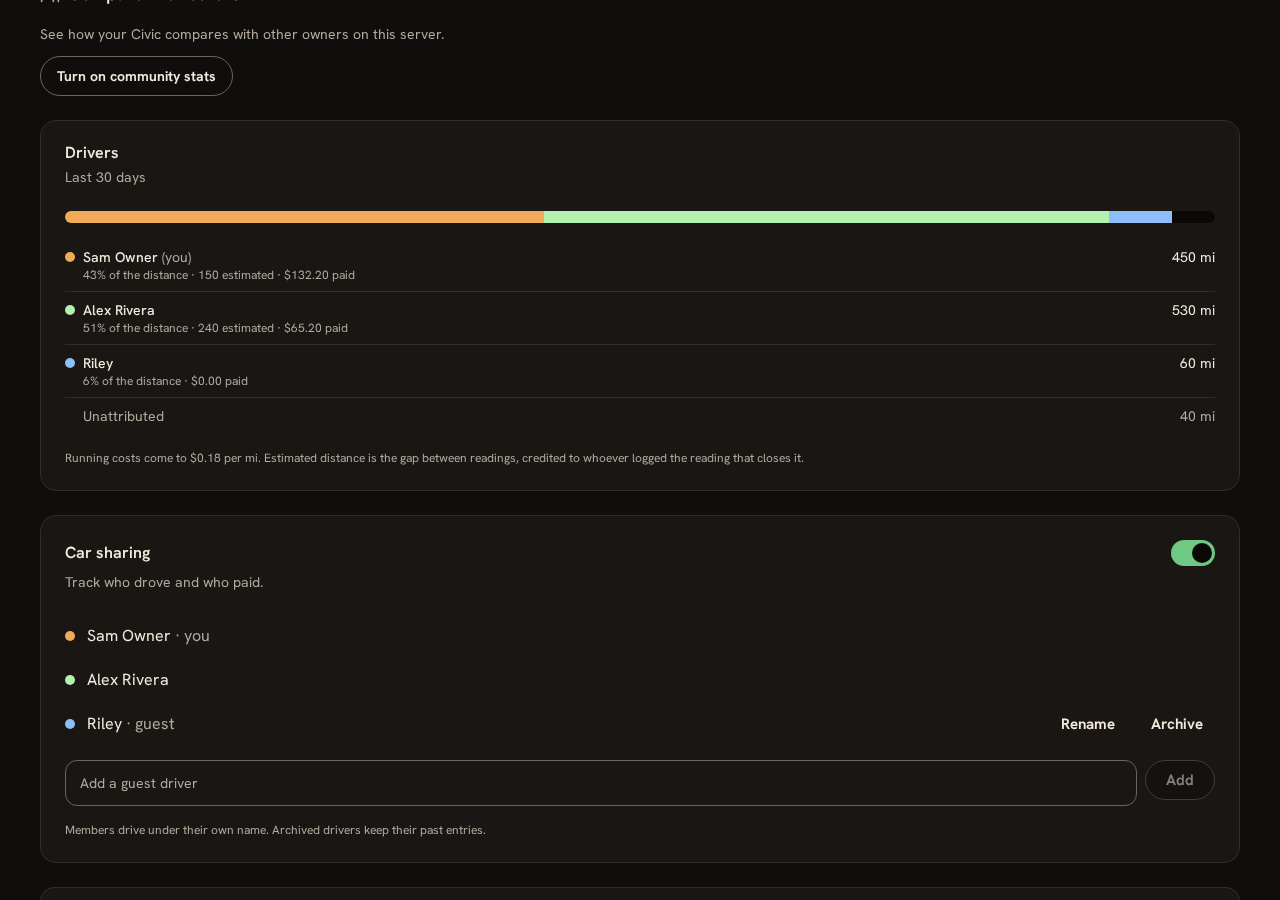 See how your Civic compares with other owners on this server.
Turn on community stats
Drivers
Last 30 days
Sam Owner (you)
450 mi
43% of the distance · 150 estimated · $132.20 paid
Alex Rivera
530 mi
51% of the distance · 240 estimated · $65.20 paid
Riley
60 mi
6% of the distance · $0.00 paid
Unattributed
40 mi
Running costs come to $0.18 per mi. Estimated distance is the gap between readings, credited to whoever logged the reading that closes it.
Car sharing
Track who drove and who paid.
Sam Owner · you
Alex Rivera
Riley · guest
Rename
Archive
Add a guest driver
Add
Members drive under their own name. Archived drivers keep their past entries.